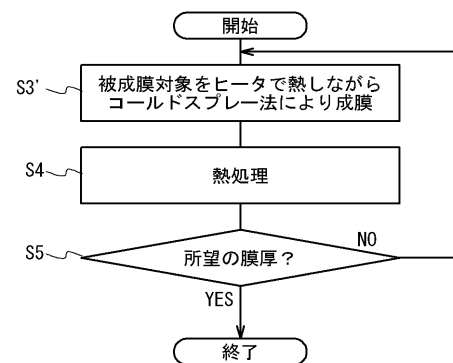 開始
S3'
被成膜対象をヒータで熱しながら
コールドスプレー法により成膜
S4
熱処理
S5
所望の膜厚?
NO
YES
終了